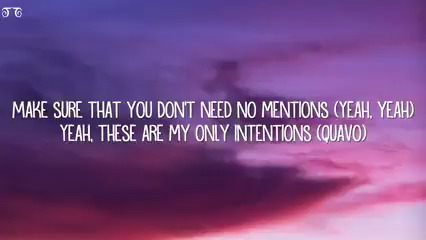 MAKE SURE THAT YOU DON'T NEED NO MENTIONS (YEAH, YEAH)
YEAH, THESE ARE MY ONLY INTENTIONS (QUAVO)